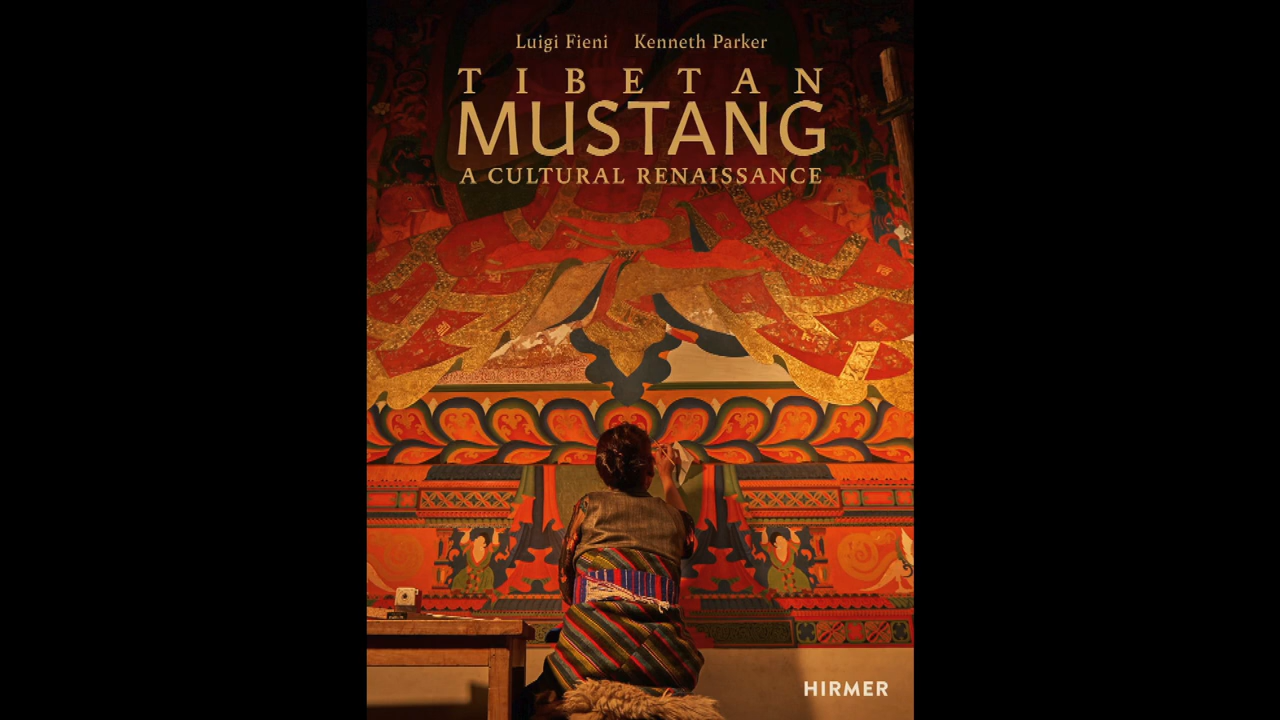 Luigi Fieni Kenneth Parker
TIBETAN
MUSTANG
A CULTURAL RENAISSANCE
HIRMER